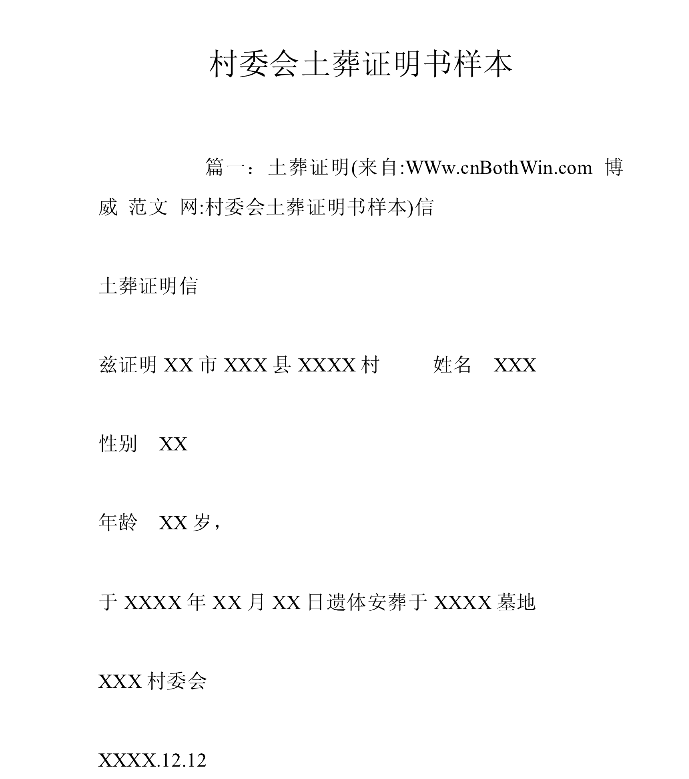 村委会土葬证明书样本
篇一：土葬证明(来自:WWw.cnBothWin.com 博
威 范文 网:村委会土葬证明书样本)信
土葬证明信
兹证明 XX 市 XXX 县 XXXX 村 姓名 XXX
性别 XX
年龄 XX 岁，
于 XXXX 年 XX 月 XX 日遗体安葬于 XXXX 墓地
XXX 村委会
XXXX.12.12